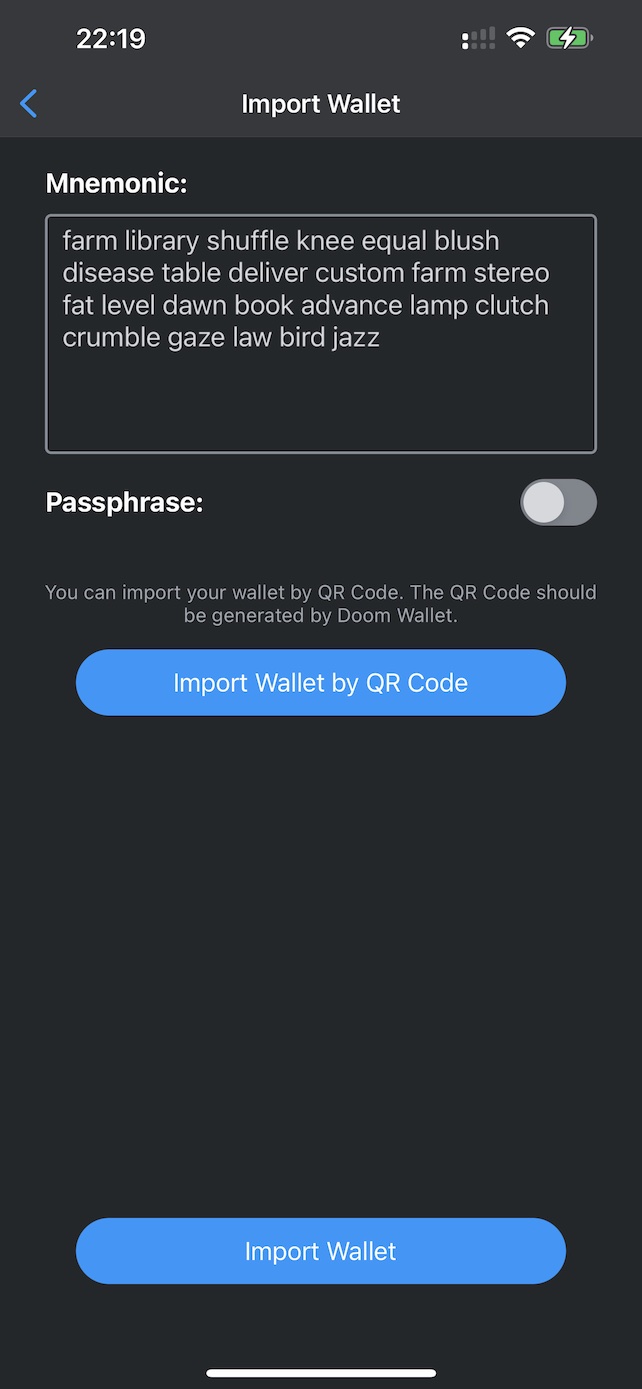 22:19
Import Wallet
Mnemonic:
farm library shuffle knee equal blush
disease table deliver custom farm stereo
fat level dawn book advance lamp clutch
crumble gaze law bird jazz
Passphrase:
You can import your wallet by QR Code. The QR Code should
be generated by Doom Wallet.
Import Wallet by QR Code
Import Wallet